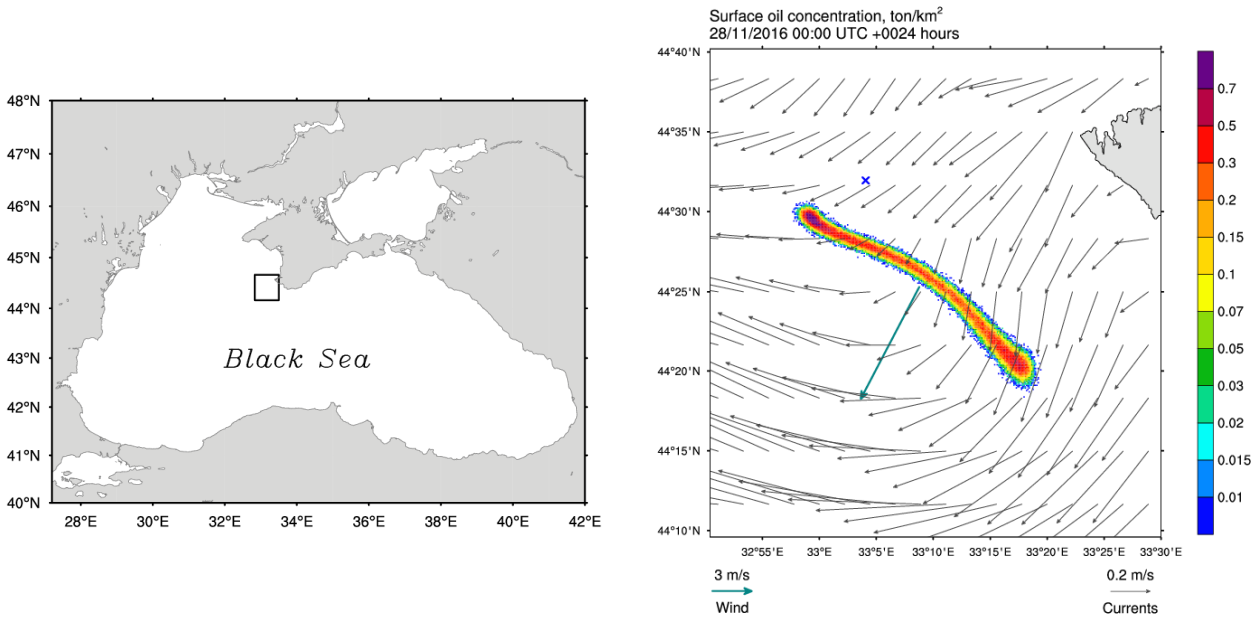 48°N
47°N
46°N
45°N
44°N
43°N
42°N
41°N
40°N
28°E 30°E 32°E 34°E 36°E 38°E 40°E 42°E
Black Sea
Surface oil concentration, ton/km²
28/11/2016 00:00 UTC +0024 hours
44°40'N
44°35'N
44°30'N
44°25'N
44°20'N
44°15'N
44°10'N
32°55'E 33°E 33°5'E 33°10'E 33°15'E 33°20'E 33°25'E 33°30'E
0.7
0.5
0.3
0.2
0.15
0.1
0.07
0.05
0.03
0.02
0.015
0.01
3 m/s
Wind
0.2 m/s
Currents